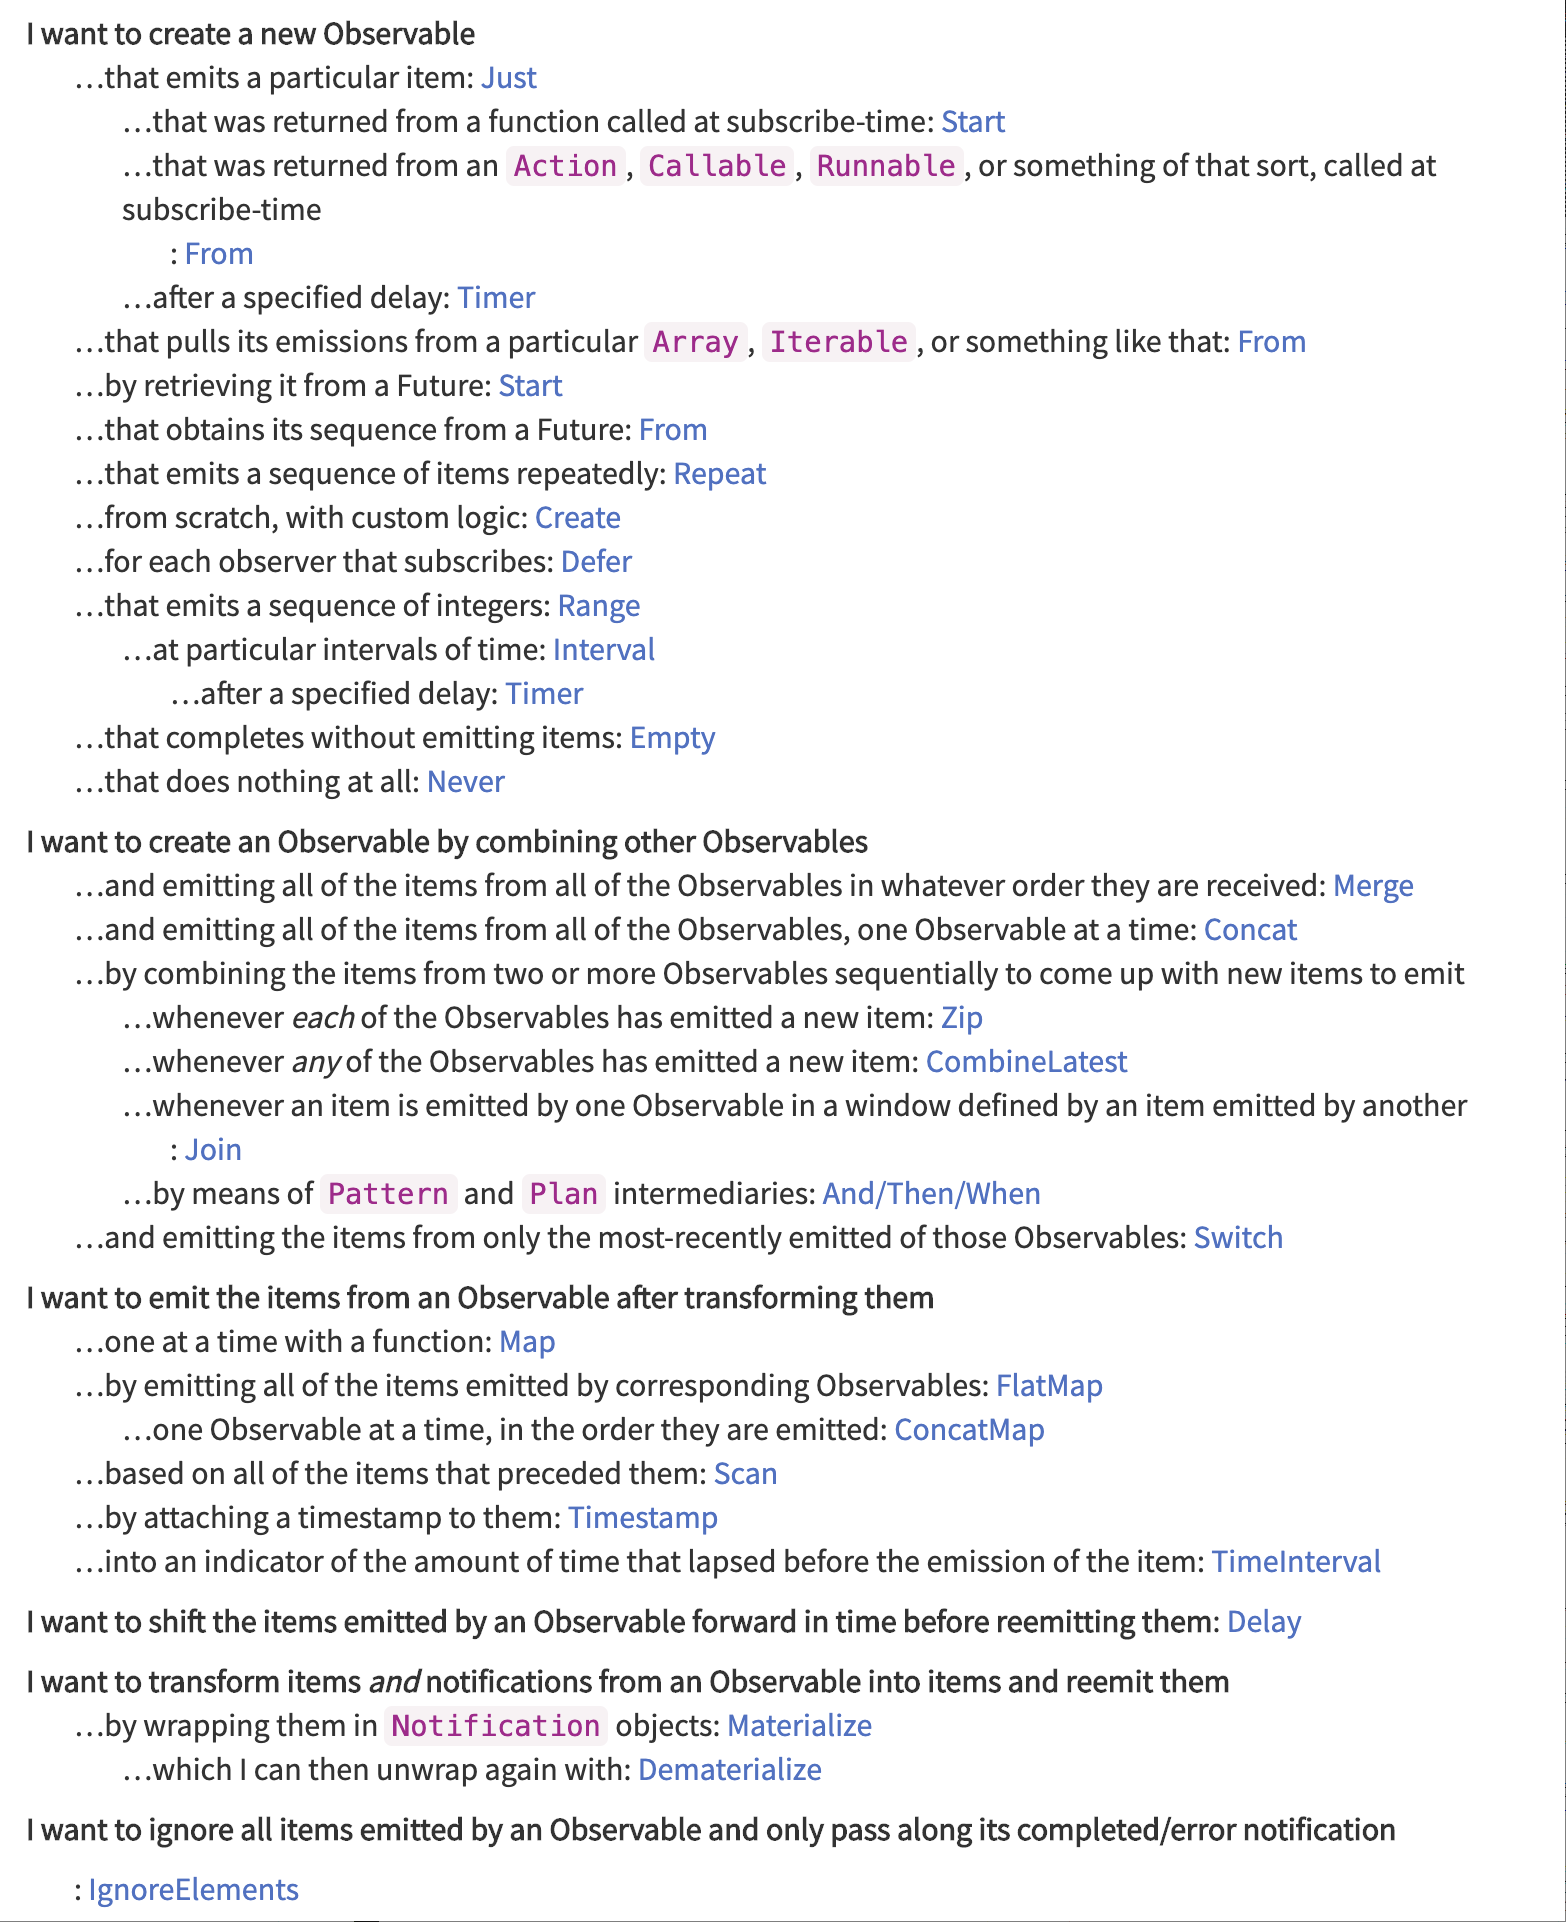 I want to create a new Observable
…that emits a particular item: Just
…that was returned from a function called at subscribe-time: Start
…that was returned from an Action, Callable, Runnable, or something of that sort, called at
subscribe-time
: From
…after a specified delay: Timer
…that pulls its emissions from a particular Array, Iterable, or something like that: From
…by retrieving it from a Future: Start
…that obtains its sequence from a Future: From
…that emits a sequence of items repeatedly: Repeat
…from scratch, with custom logic: Create
…for each observer that subscribes: Defer
…that emits a sequence of integers: Range
…at particular intervals of time: Interval
…after a specified delay: Timer
…that completes without emitting items: Empty
…that does nothing at all: Never
I want to create an Observable by combining other Observables
…and emitting all of the items from all of the Observables in whatever order they are received: Merge
…and emitting all of the items from all of the Observables, one Observable at a time: Concat
…by combining the items from two or more Observables sequentially to come up with new items to emit
…whenever each of the Observables has emitted a new item: Zip
…whenever any of the Observables has emitted a new item: CombineLatest
…whenever an item is emitted by one Observable in a window defined by an item emitted by another
: Join
…by means of Pattern and Plan intermediaries: And/Then/When
…and emitting the items from only the most-recently emitted of those Observables: Switch
I want to emit the items from an Observable after transforming them
…one at a time with a function: Map
…by emitting all of the items emitted by corresponding Observables: FlatMap
…one Observable at a time, in the order they are emitted: ConcatMap
…based on all of the items that preceded them: Scan
…by attaching a timestamp to them: Timestamp
…into an indicator of the amount of time that lapsed before the emission of the item: TimeInterval
I want to shift the items emitted by an Observable forward in time before reemitting them: Delay
I want to transform items and notifications from an Observable into items and reemit them
…by wrapping them in Notification objects: Materialize
…which I can then unwrap again with: Dematerialize
I want to ignore all items emitted by an Observable and only pass along its completed/error notification
: IgnoreElements